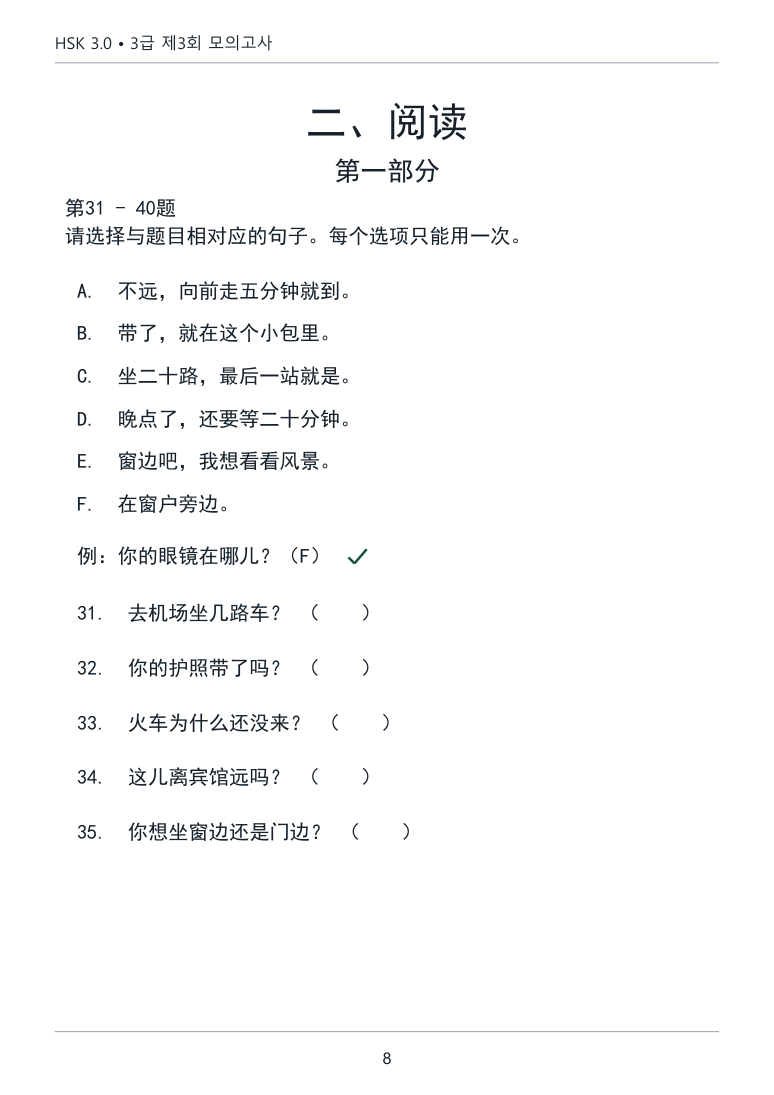 HSK 3.0 • 3급 제3회 모의고사
二、阅读
第一部分
第31 - 40题
请选择与题目相对应的句子。每个选项只能用一次。
A. 不远，向前走五分钟就到。
B. 带了，就在这个小包里。
C. 坐二十路，最后一站就是。
D. 晚点了，还要等二十分钟。
E. 窗边吧，我想看看风景。
F. 在窗户旁边。
例：你的眼镜在哪儿？（F） ✓
31. 去机场坐几路车？（　　）
32. 你的护照带了吗？（　　）
33. 火车为什么还没来？（　　）
34. 这儿离宾馆远吗？（　　）
35. 你想坐窗边还是门边？（　　）
8